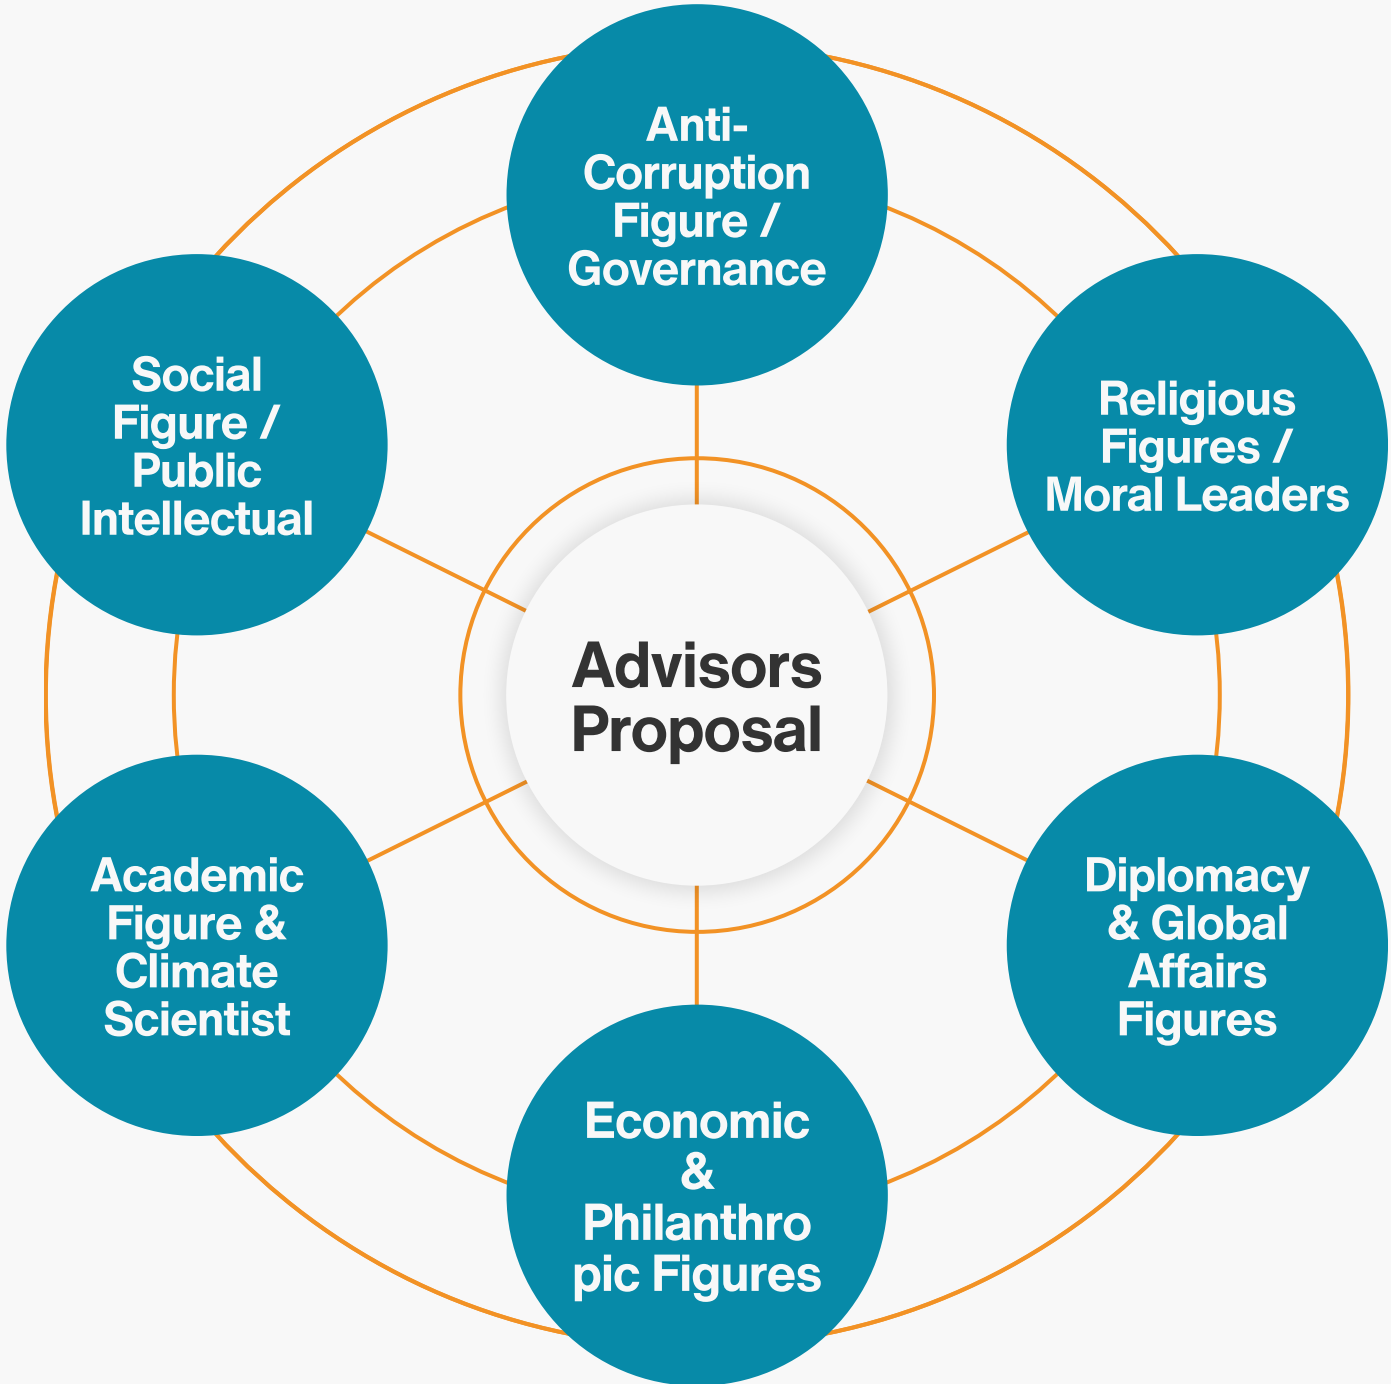 Anti-
Corruption
Figure /
Governance
Social
Figure /
Public
Intellectual
Religious
Figures /
Moral Leaders
Advisors
Proposal
Academic
Figure &
Climate
Scientist
Diplomacy
& Global
Affairs
Figures
Economic
&
Philanthro
pic Figures